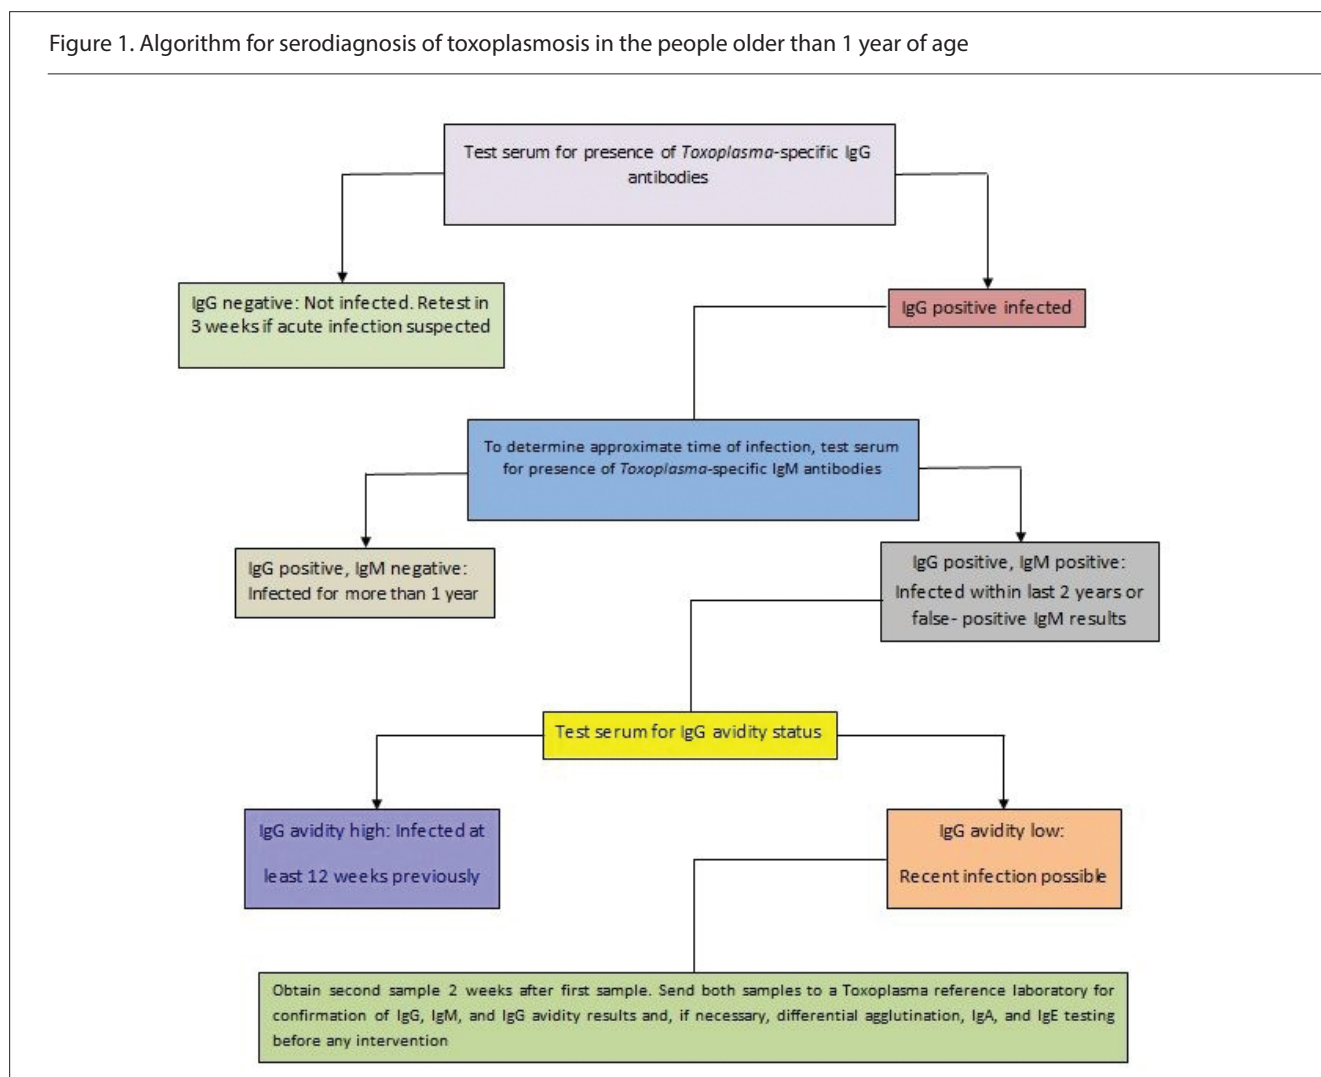 Figure 1. Algorithm for serodiagnosis of toxoplasmosis in the people older than 1 year of age
Test serum for presence of Toxoplasma-specific IgG
antibodies
IgG negative: Not infected. Retest in
3 weeks if acute infection suspected
IgG positive infected
To determine approximate time of infection, test serum
for presence of Toxoplasma-specific IgM antibodies
IgG positive, IgM negative:
Infected for more than 1 year
IgG positive, IgM positive:
Infected within last 2 years or
false- positive IgM results
Test serum for IgG avidity status
IgG avidity high: Infected at
least 12 weeks previously
IgG avidity low:
Recent infection possible
Obtain second sample 2 weeks after first sample. Send both samples to a Toxoplasma reference laboratory for
confirmation of IgG, IgM, and IgG avidity results and, if necessary, differential agglutination, IgA, and IgE testing
before any intervention